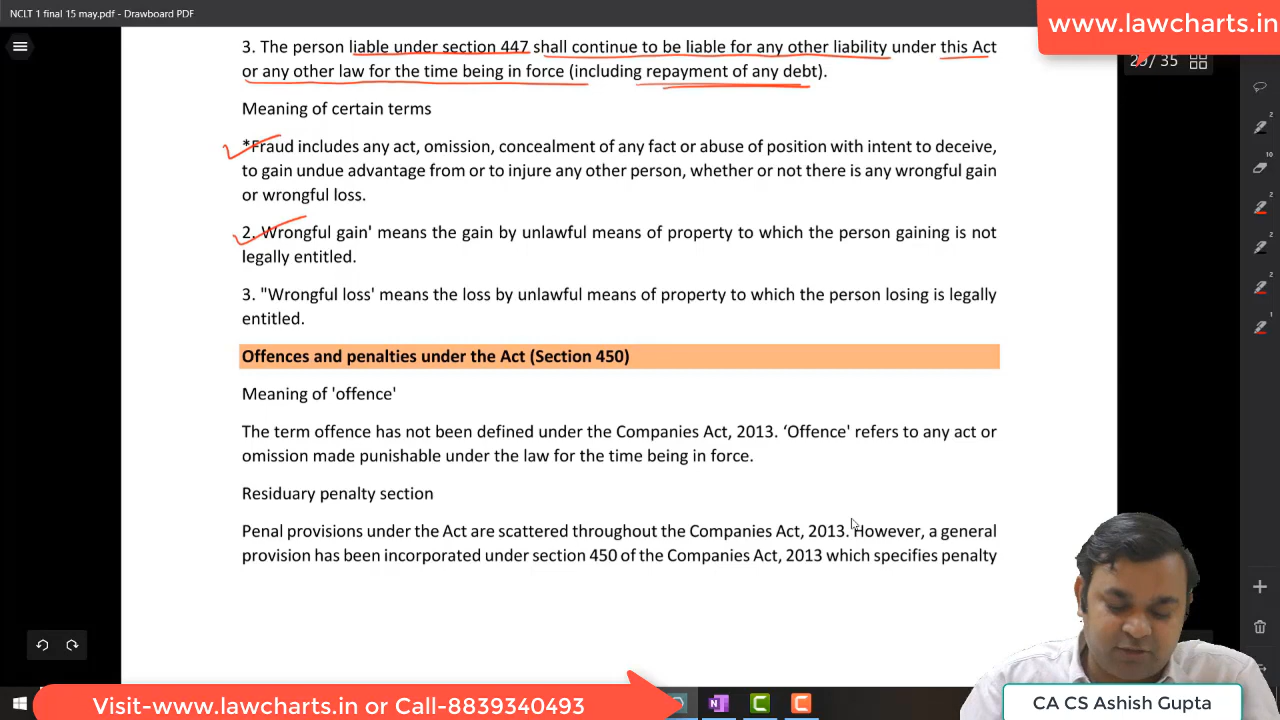 NCLT 1 final 15 may.pdf - Drawboard PDF
www.lawcharts.in
/ 35
3. The person liable under section 447 shall continue to be liable for any other liability under this Act
or any other law for the time being in force (including repayment of any debt).
Meaning of certain terms
*Fraud includes any act, omission, concealment of any fact or abuse of position with intent to deceive,
to gain undue advantage from or to injure any other person, whether or not there is any wrongful gain
or wrongful loss.
2. Wrongful gain' means the gain by unlawful means of property to which the person gaining is not
legally entitled.
3. "Wrongful loss' means the loss by unlawful means of property to which the person losing is legally
entitled.
Offences and penalties under the Act (Section 450)
Meaning of 'offence'
The term offence has not been defined under the Companies Act, 2013. ‘Offence' refers to any act or
omission made punishable under the law for the time being in force.
Residuary penalty section
Penal provisions under the Act are scattered throughout the Companies Act, 2013. However, a general
provision has been incorporated under section 450 of the Companies Act, 2013 which specifies penalty
2
10
2
2
2
1
Visit-www.lawcharts.in or Call-8839340493
CA CS Ashish Gupta